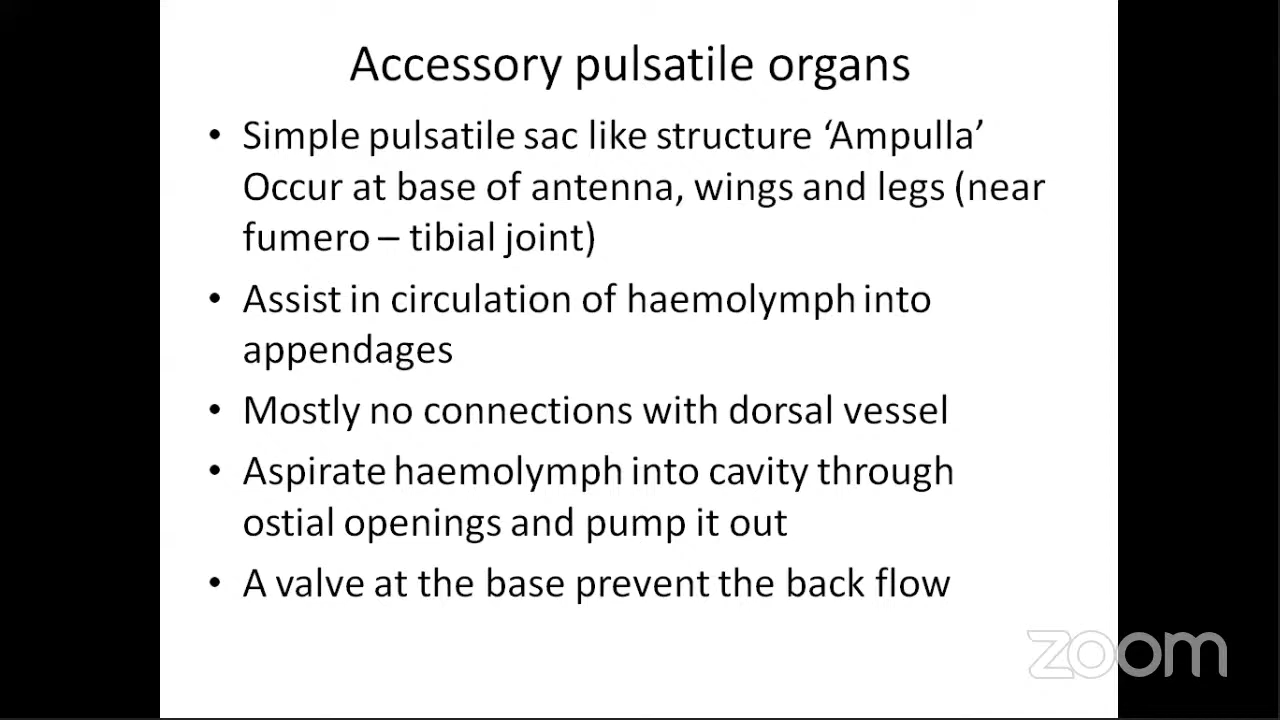 Accessory pulsatile organs
• Simple pulsatile sac like structure ‘Ampulla’
Occur at base of antenna, wings and legs (near
fumero – tibial joint)
• Assist in circulation of haemolymph into
appendages
• Mostly no connections with dorsal vessel
• Aspirate haemolymph into cavity through
ostial openings and pump it out
• A valve at the base prevent the back flow
zoom